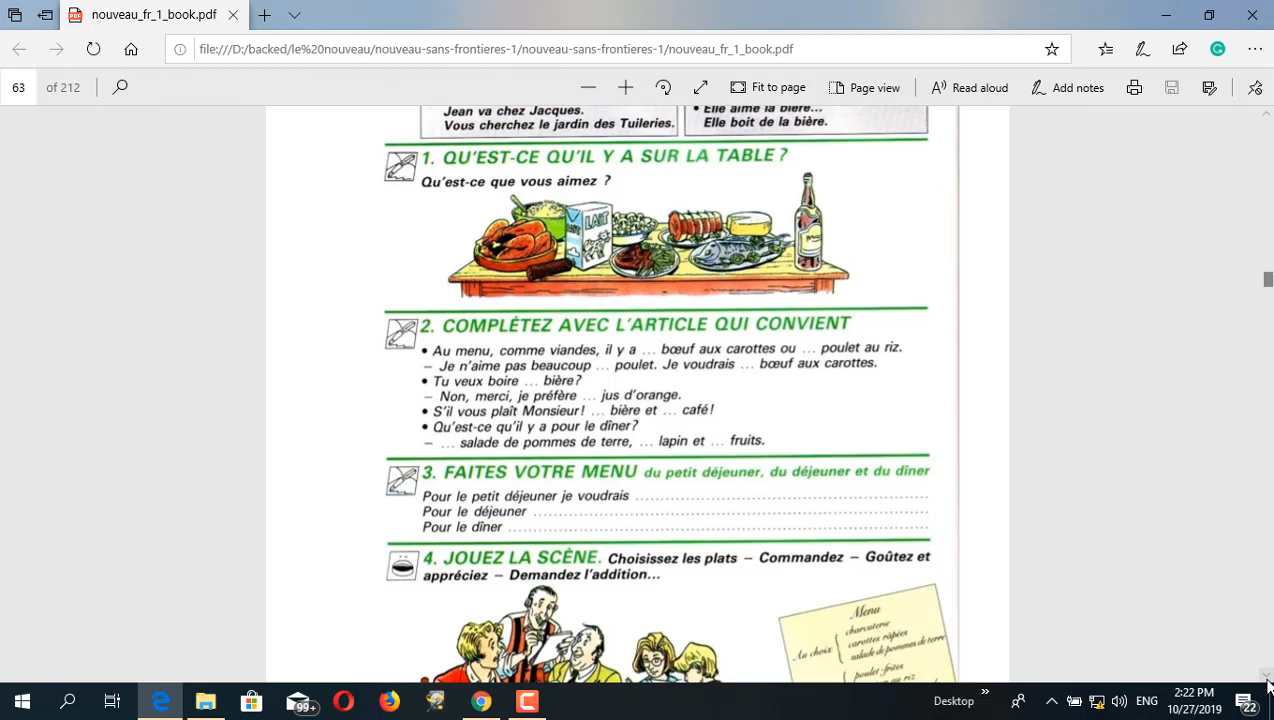 nouveau_fr_1_book.pdf
file:///D:/backed/le%20nouveau/nouveau-sans-frontieres-1/nouveau-sans-frontieres-1/nouveau_fr_1_book.pdf
63 of 212
Fit to page
Page view
Read aloud
Add notes
Jean va chez Jacques.
Vous cherchez le jardin des Tuileries.
• Elle aime la bière...
Elle boit de la bière.
1. QU'EST-CE QU'IL Y A SUR LA TABLE ?
Qu'est-ce que vous aimez ?
LAIT
2. COMPLÉTEZ AVEC L'ARTICLE QUI CONVIENT
• Au menu, comme viandes, il y a ... bœuf aux carottes ou ... poulet au riz.
– Je n'aime pas beaucoup ... poulet. Je voudrais ... bœuf aux carottes.
• Tu veux boire ... bière ?
– Non, merci, je préfère ... jus d'orange.
• S'il vous plaît Monsieur ! ... bière et ... café !
• Qu'est-ce qu'il y a pour le dîner ?
– ... salade de pommes de terre, ... lapin et ... fruits.
3. FAITES VOTRE MENU du petit déjeuner, du déjeuner et du dîner
Pour le petit déjeuner je voudrais ...
Pour le déjeuner ...
Pour le dîner ...
4. JOUEZ LA SCÈNE. Choisissez les plats – Commandez – Goûtez et
appréciez – Demandez l'addition...
Menu
charcuterie
carottes râpées
Au choix
salade de pommes de terre
poulet-frites
99+
Desktop
ENG
2:22 PM
10/27/2019
22